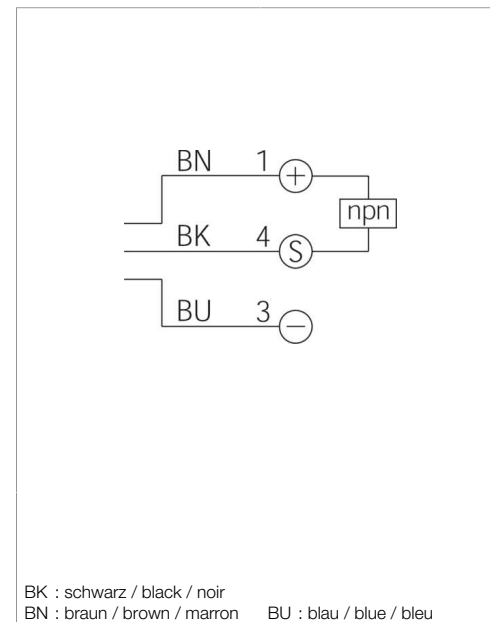 BN 1 +
npn
BK 4 S
BU 3 −
BK : schwarz / black / noir
BN : braun / brown / marron BU : blau / blue / bleu